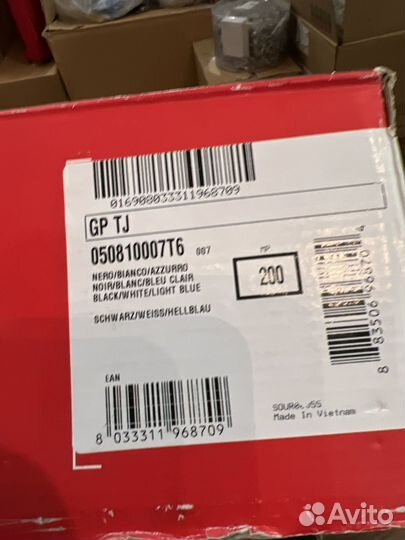 016908033311968709
GP TJ
050810007T6 007
NERO/BIANCO/AZZURRO
NOIR/BLANC/BLEU CLAIR
BLACK/WHITE/LIGHT BLUE
SCHWARZ/WEISS/HELLBLAU
MP
200
EAN
8 033311 968709
Made In Vietnam
Avito